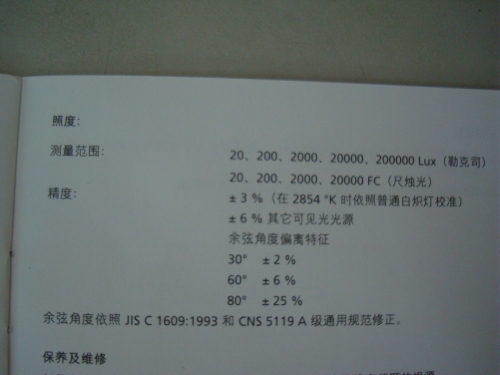 照度:
测量范围: 20、200、2000、20000、200000 Lux（勒克司）
20、200、2000、20000 FC（尺烛光）
精度: ± 3 %（在 2854 °K 时依照普通白炽灯校准）
± 6 % 其它可见光光源
余弦角度偏离特征
30° ± 2 %
60° ± 6 %
80° ± 25 %
余弦角度依照 JIS C 1609:1993 和 CNS 5119 A 级通用规范修正。
保养及维修